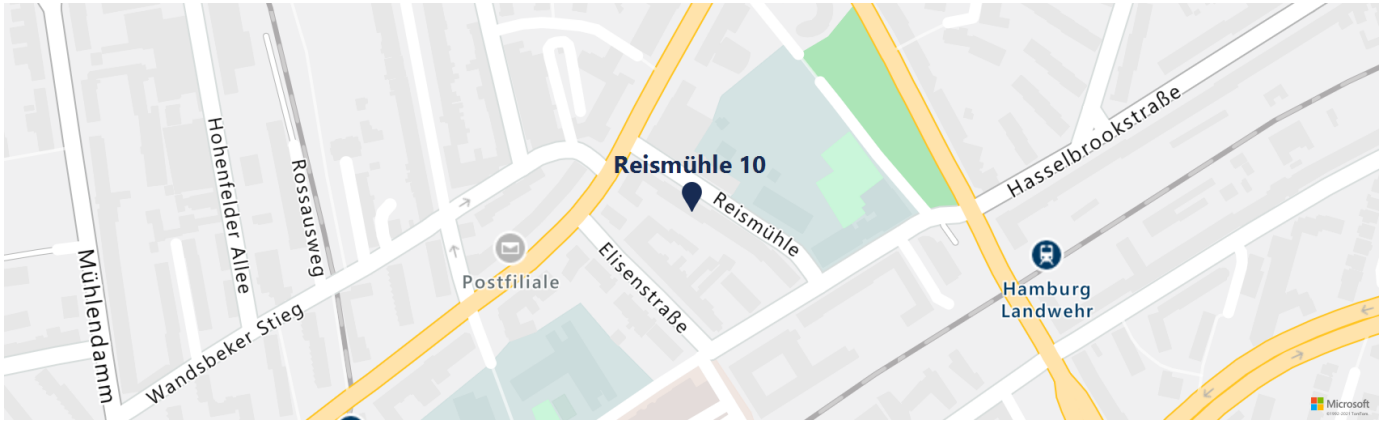 Reismühle 10
Reismühle
Hasselbrookstraße
Hohenfelder Allee
Rossausweg
Mühlendamm
Wandsbeker Stieg
Postfiliale
Elisenstraße
Hamburg
Landwehr
Microsoft